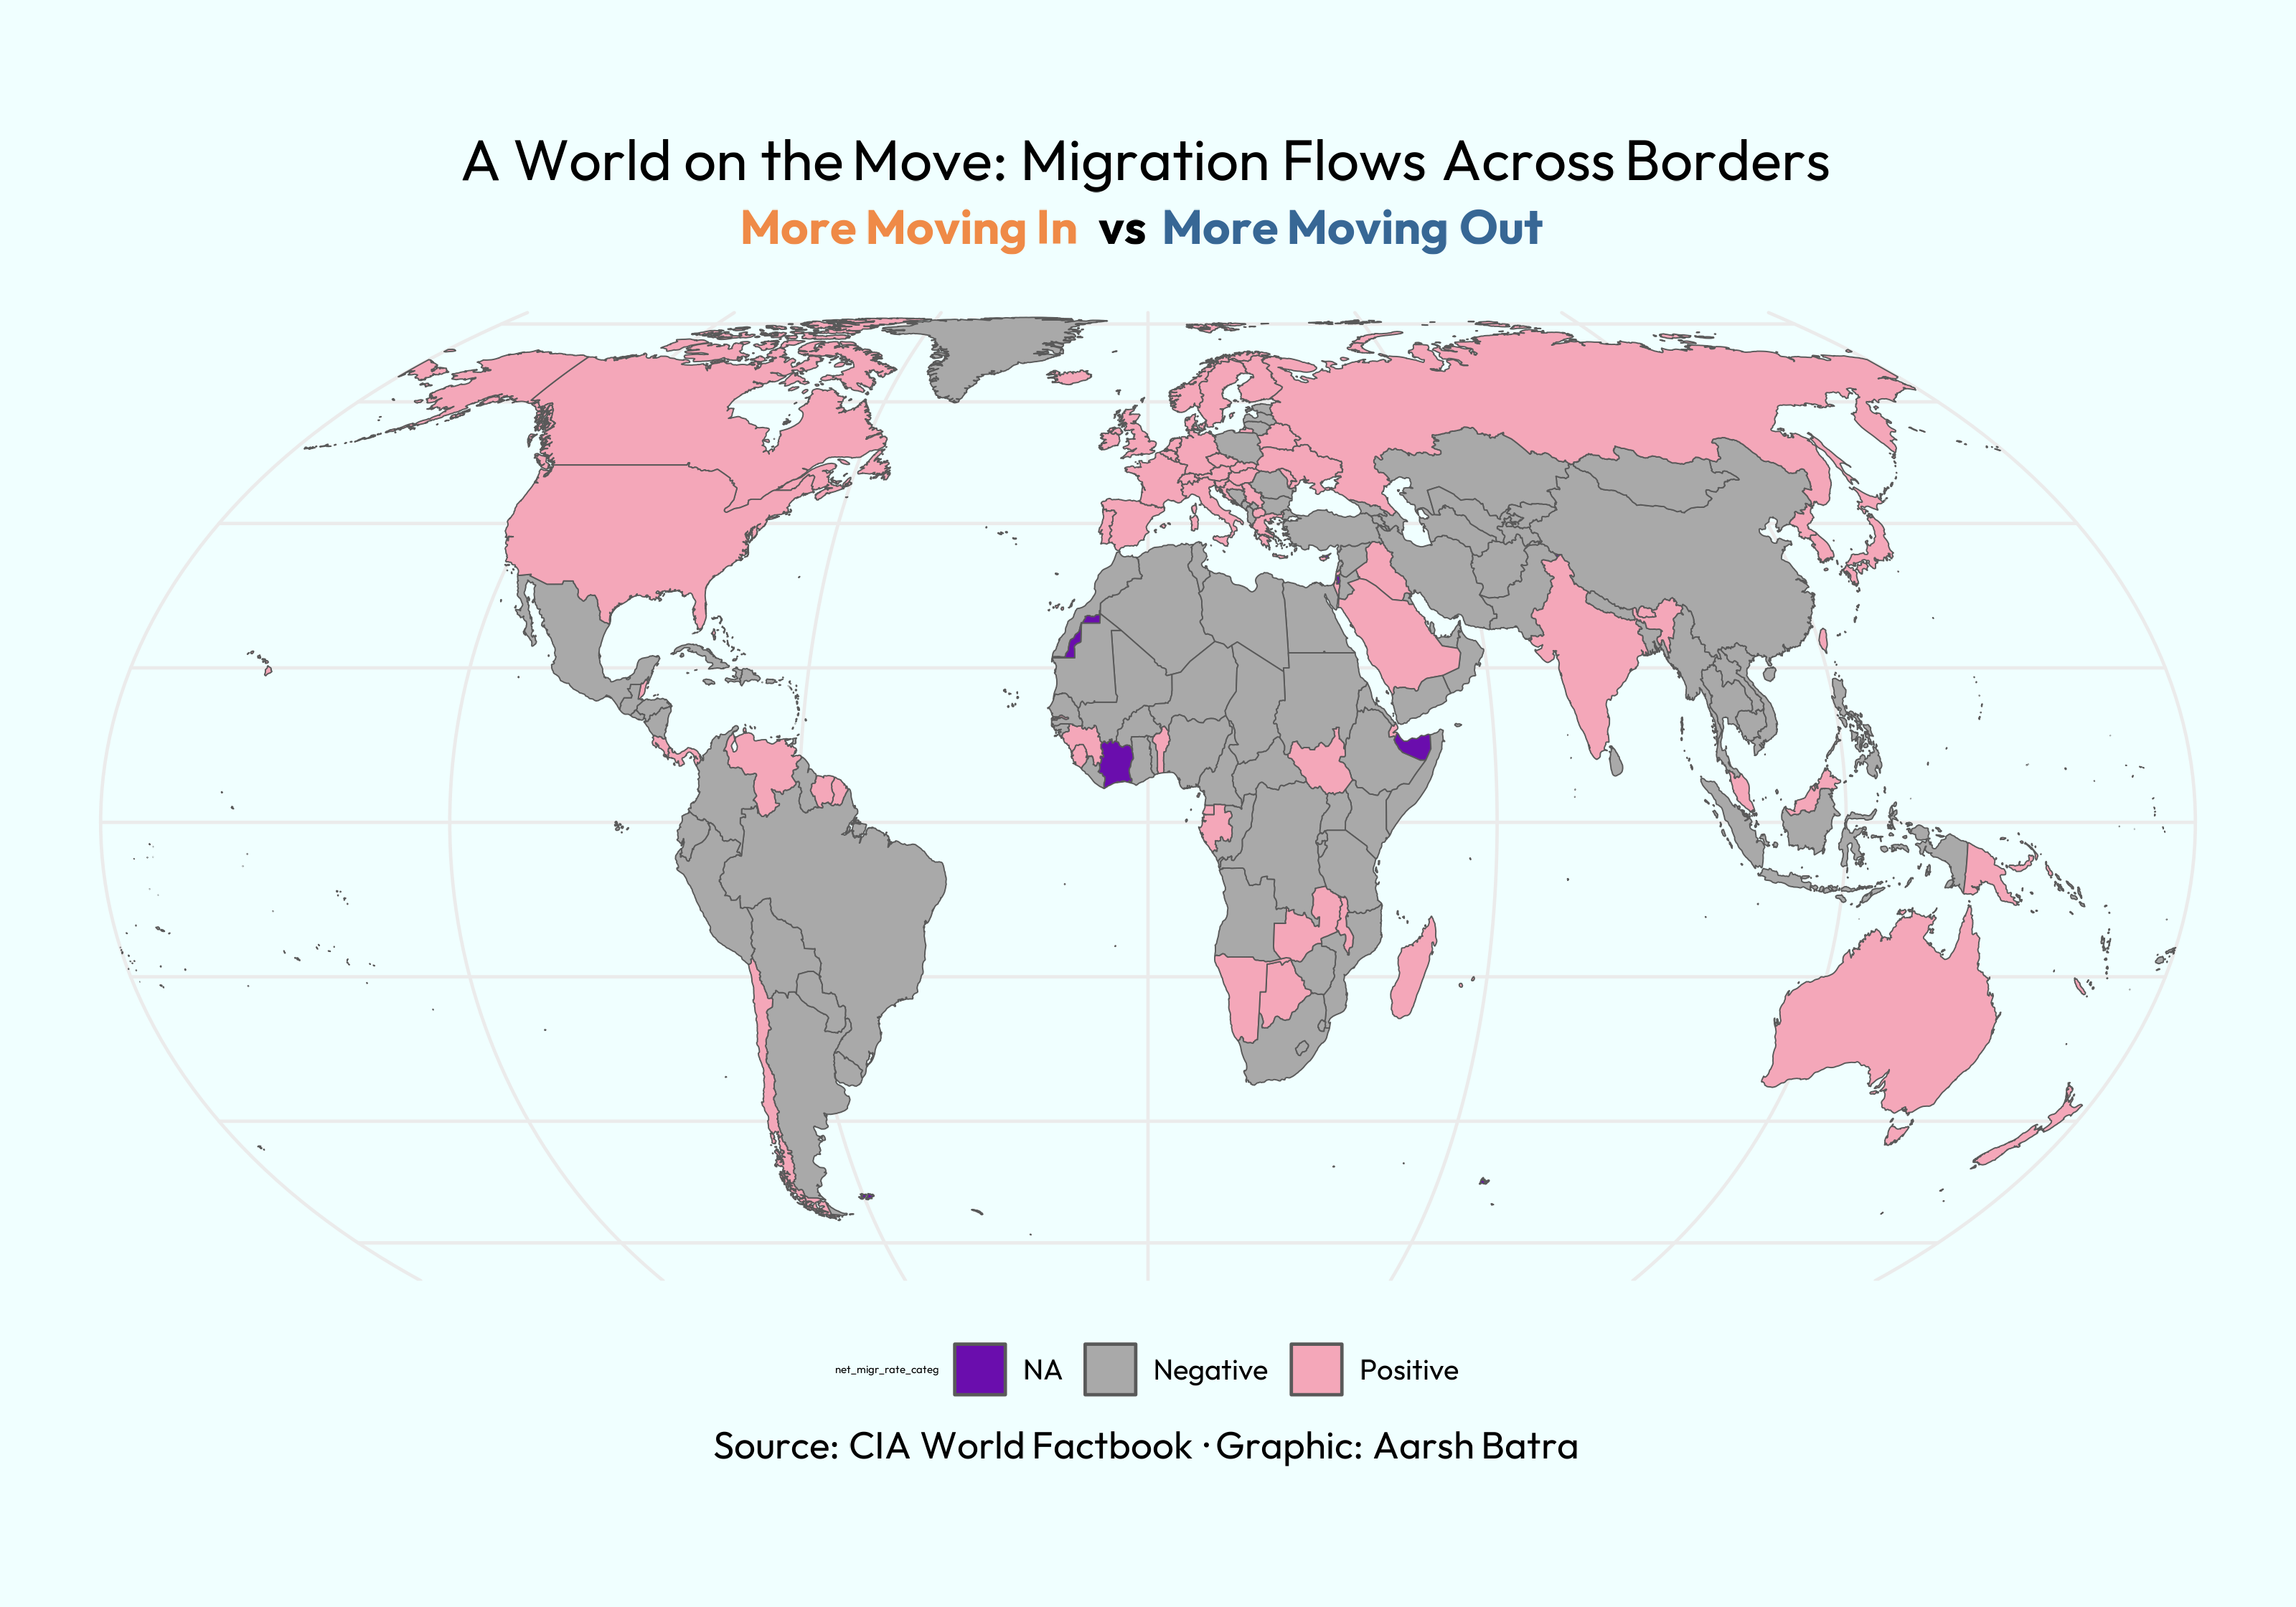 A World on the Move: Migration Flows Across Borders
More Moving In vs More Moving Out
net_migr_rate_categ NA Negative Positive
Source: CIA World Factbook · Graphic: Aarsh Batra